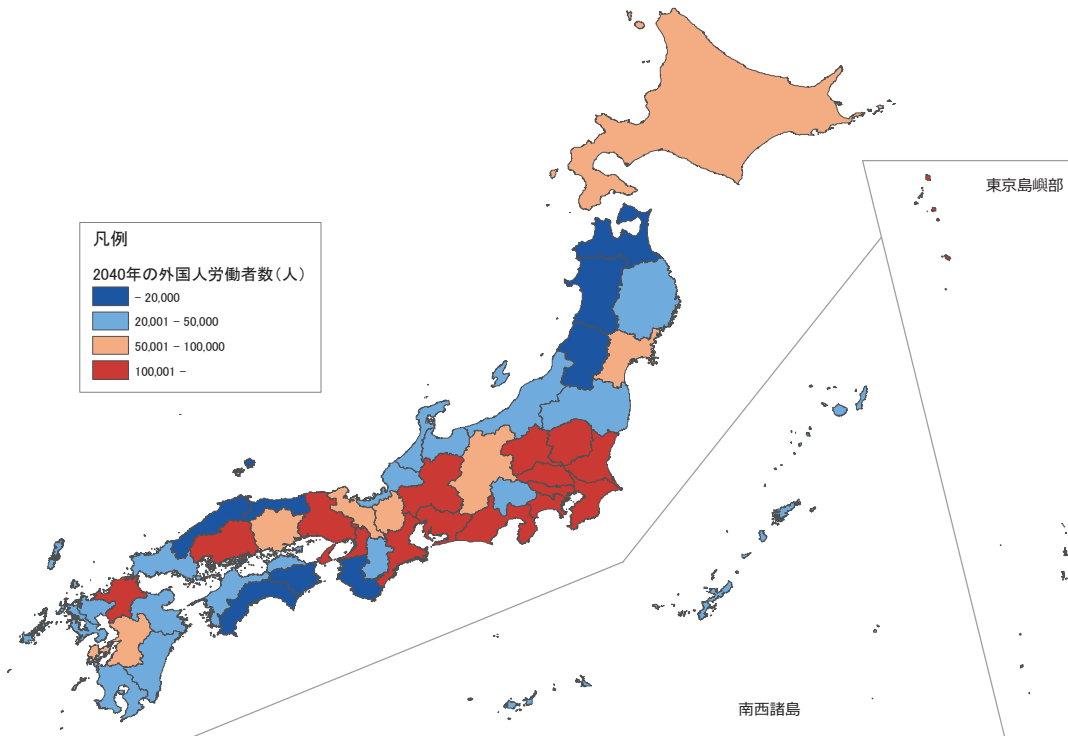 東京島嶼部
凡例
2040年の外国人労働者数(人)
- 20,000
20,001 - 50,000
50,001 - 100,000
100,001 -
南西諸島